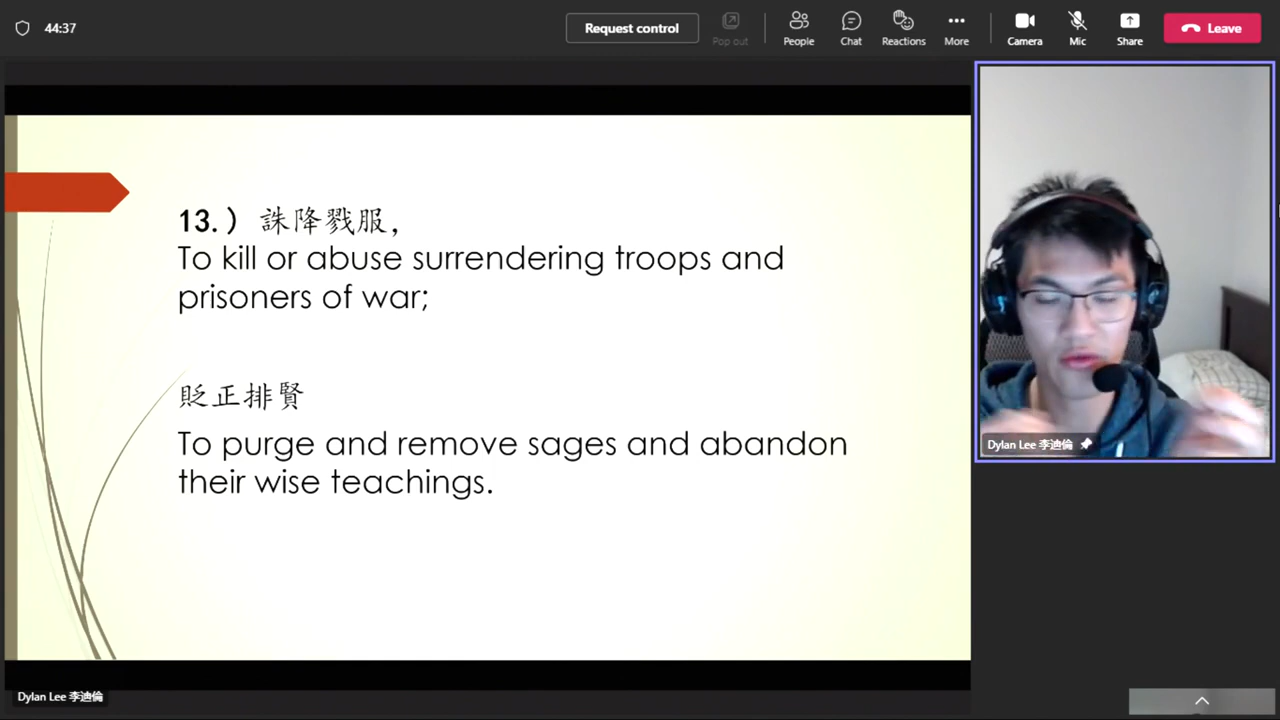 44:37
Request control
Pop out
People
Chat
Reactions
More
Camera
Mic
Share
Leave
13.）誅降戮服，
To kill or abuse surrendering troops and
prisoners of war;
貶正排賢
To purge and remove sages and abandon
their wise teachings.
Dylan Lee 李迪倫
Dylan Lee 李迪倫